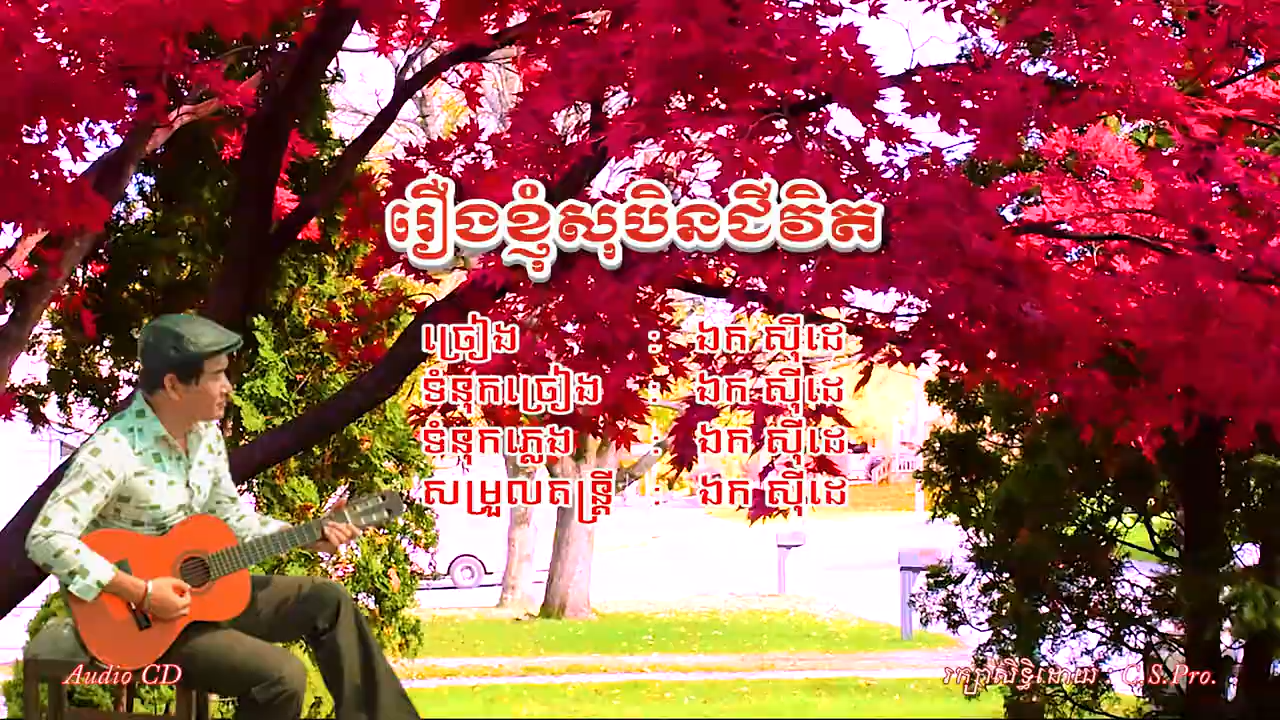 រឿងខ្ញុំសុបិនជីវិត
ច្រៀង : ឯក ស៊ីដេ
ទំនុកច្រៀង : ឯក ស៊ីដេ
ទំនុកភ្លេង : ឯក ស៊ីដេ
សម្រួលតន្ត្រី : ឯក ស៊ីដេ
Audio CD
រក្សាសិទ្ធិដោយ : C.S.Pro.